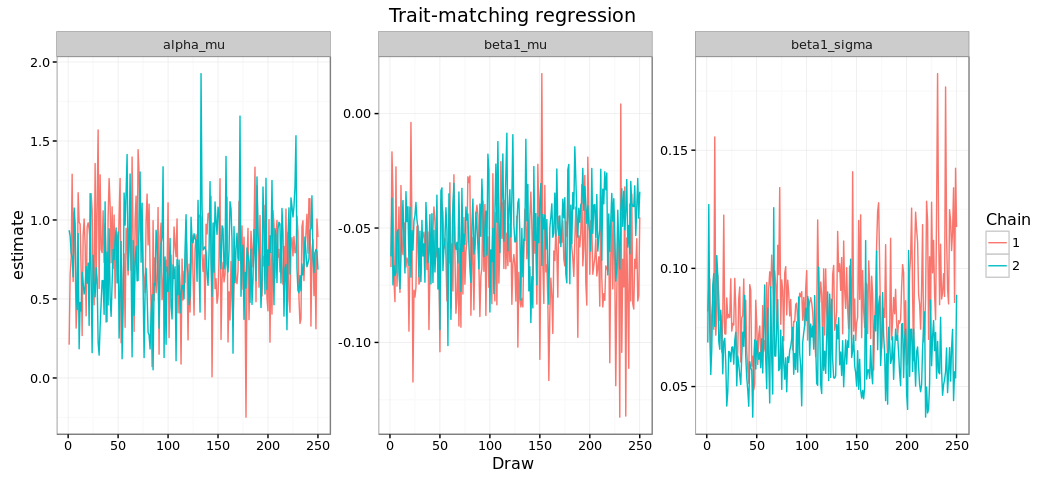 Trait-matching regression
alpha_mu
beta1_mu
beta1_sigma
estimate
2.0
1.5
1.0
0.5
0.0
0.00
-0.05
-0.10
0.15
0.10
0.05
0 50 100 150 200 250
0 50 100 150 200 250
0 50 100 150 200 250
Draw
Chain
1
2